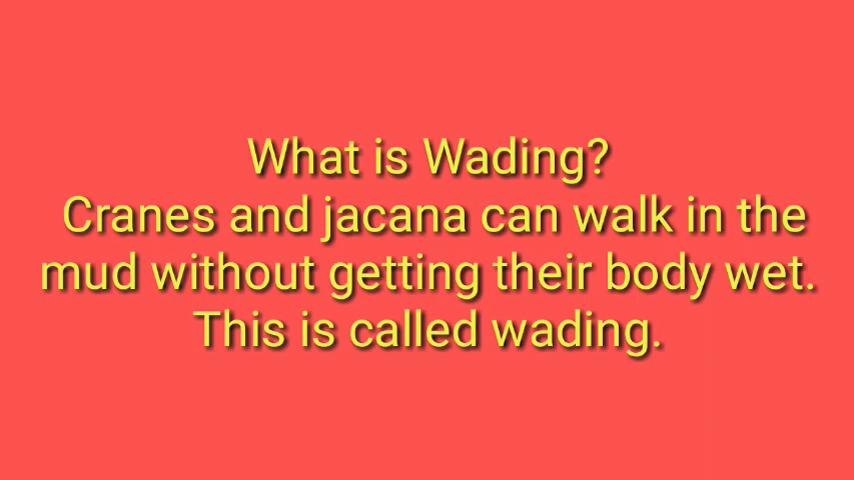 What is Wading?
Cranes and jacana can walk in the
mud without getting their body wet.
This is called wading.